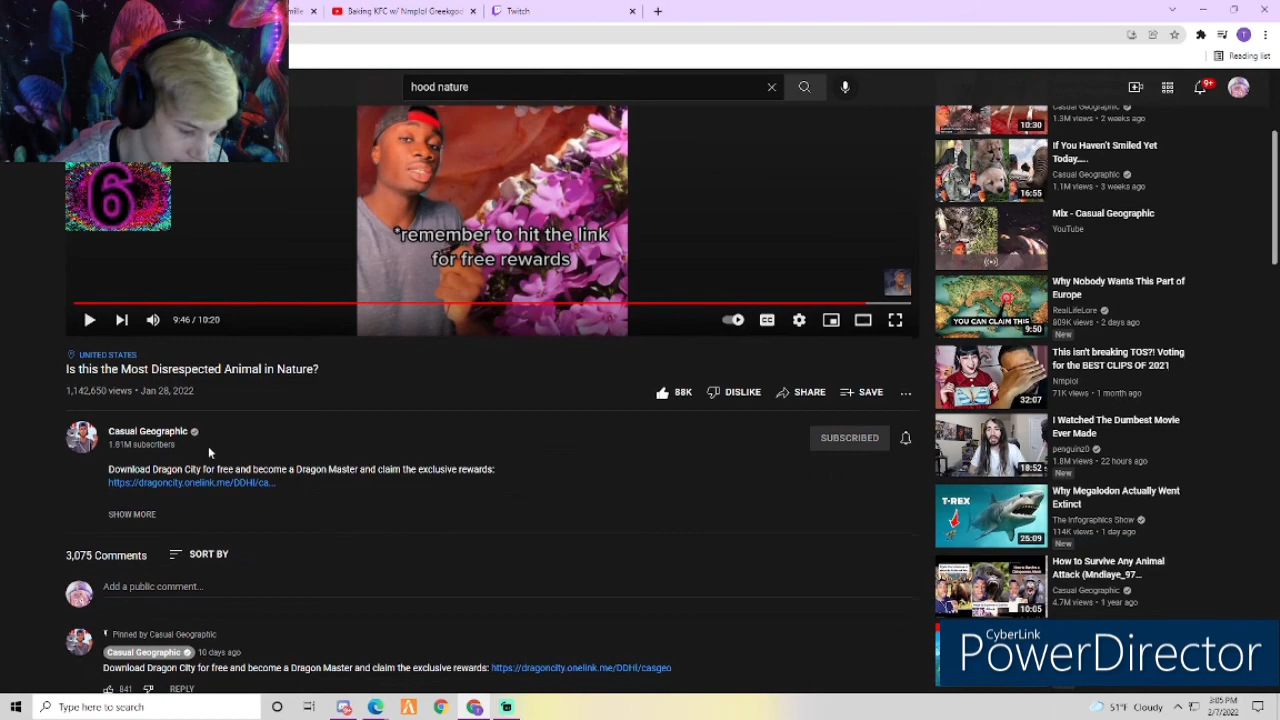 mile
Baking KFC w/ Nmplol Geekgod
Twitch
Reading list
hood nature
9+
6
*remember to hit the link
for free rewards
9:46 / 10:20
UNITED STATES
Is this the Most Disrespected Animal in Nature?
1,142,650 views • Jan 28, 2022
88K
DISLIKE
SHARE
SAVE
Casual Geographic
1.81M subscribers
SUBSCRIBED
Download Dragon City for free and become a Dragon Master and claim the exclusive rewards:
https://dragoncity.onelink.me/DDHl/ca...
SHOW MORE
3,075 Comments
SORT BY
Add a public comment...
Pinned by Casual Geographic
Casual Geographic
10 days ago
Download Dragon City for free and become a Dragon Master and claim the exclusive rewards: https://dragoncity.onelink.me/DDHl/casgeo
841
REPLY
Casual Geographic
1.3M views • 2 weeks ago
10:30
If You Haven't Smiled Yet
Today.....
Casual Geographic
1.1M views • 3 weeks ago
16:55
Mix - Casual Geographic
YouTube
Why Nobody Wants This Part of
Europe
RealLifeLore
809K views • 2 days ago
New
YOU CAN CLAIM THIS
9:50
This isn't breaking TOS?! Voting
for the BEST CLIPS OF 2021
Nmplol
71K views • 1 month ago
32:07
I Watched The Dumbest Movie
Ever Made
penguinz0
1.8M views • 22 hours ago
New
18:52
Why Megalodon Actually Went
Extinct
The Infographics Show
114K views • 1 day ago
New
T-REX
25:09
How to Survive Any Animal
Attack (Mndiaye_97...
Casual Geographic
4.7M views • 1 year ago
10:05
CyberLink
PowerDirector
Type here to search
51°F Cloudy
3:05 PM
2/7/2022